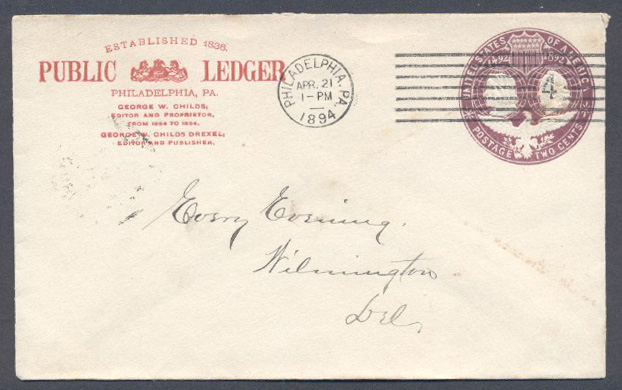 ESTABLISHED 1836.
PUBLIC LEDGER
PHILADELPHIA, PA.
GEORGE W. CHILDS,
EDITOR AND PROPRIETOR,
FROM 1864 TO 1894.
GEORGE W. CHILDS DREXEL,
EDITOR AND PUBLISHER.
PHILADELPHIA, PA.
APR. 21
1-PM
1894
4
UNITED STATES OF AMERICA
1492 1892
POSTAGE TWO CENTS
Every Evening,
Wilmington
Del,